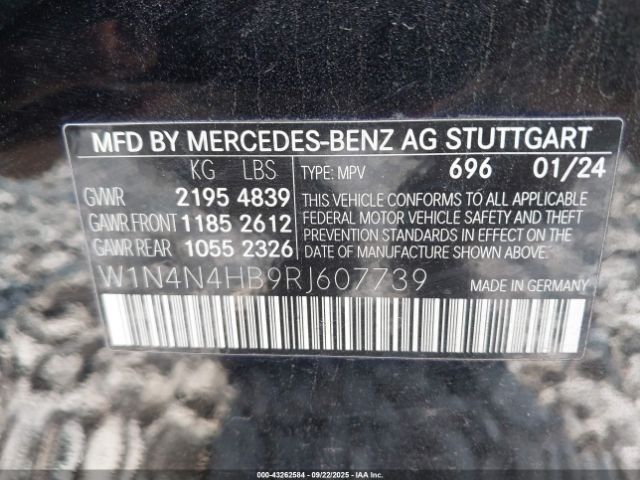 MFD BY MERCEDES-BENZ AG STUTTGART
KG LBS TYPE: MPV 696 01/24
GVWR 2195 4839
GAWR FRONT 1185 2612
GAWR REAR 1055 2326
THIS VEHICLE CONFORMS TO ALL APPLICABLE
FEDERAL MOTOR VEHICLE SAFETY AND THEFT
PREVENTION STANDARDS IN EFFECT ON THE
DATE OF MANUFACTURE SHOWN ABOVE.
W1N4N4HB9RJ607739
MADE IN GERMANY
000-43262584 | 09/22/2025 | IAAI.COM